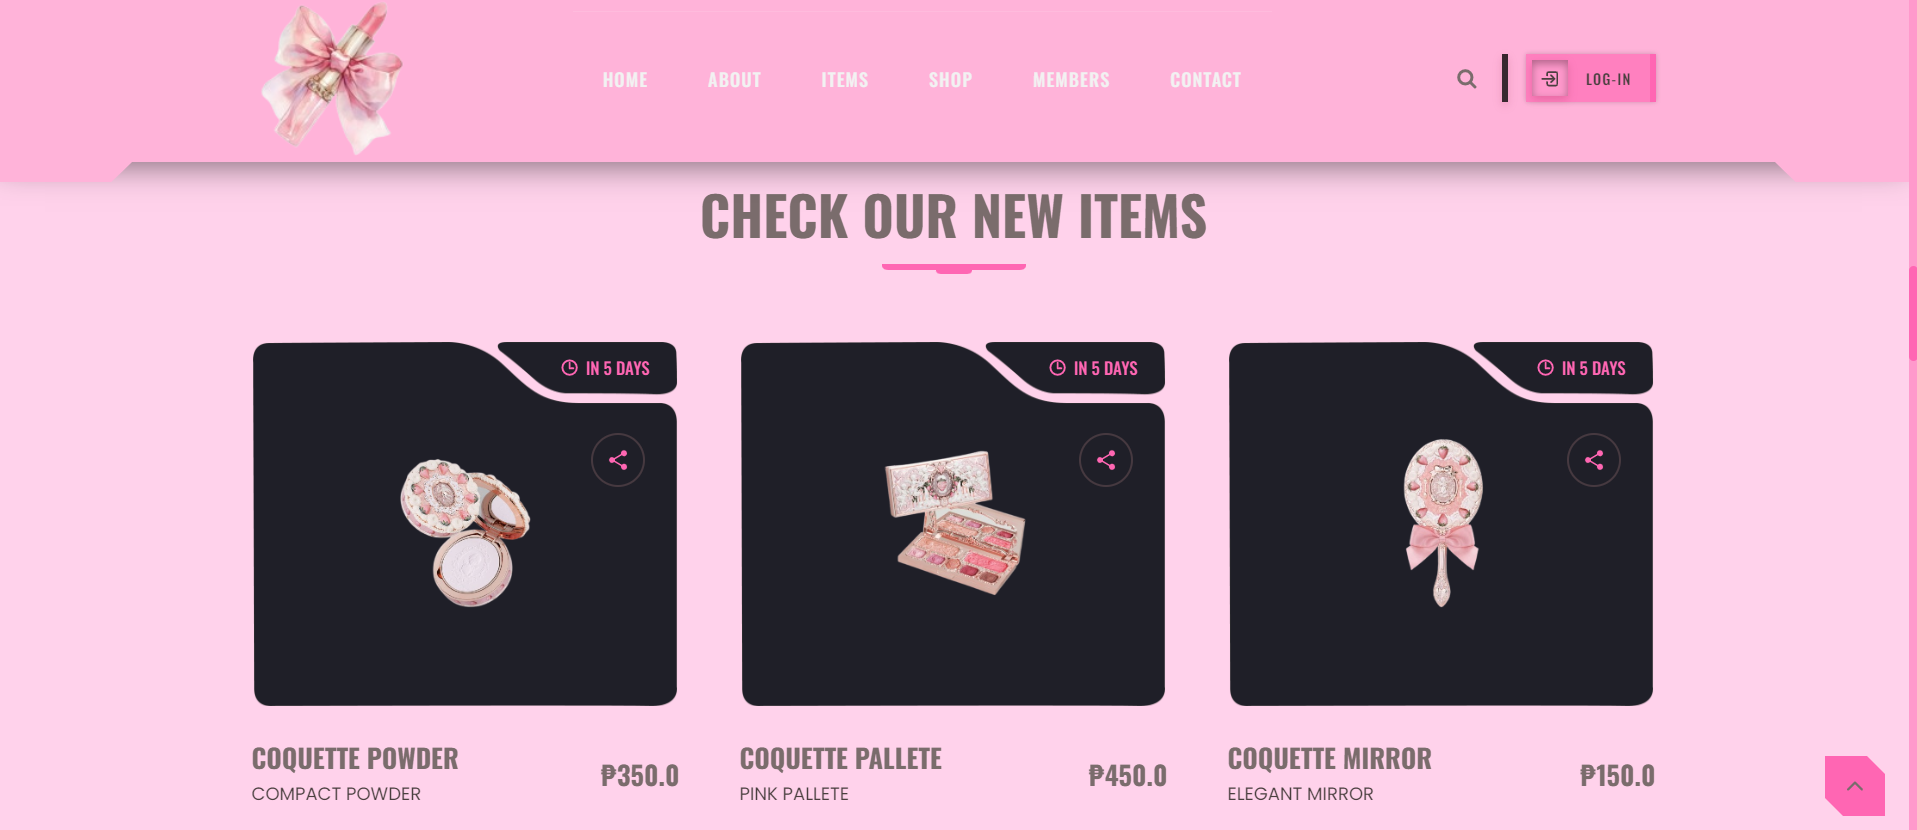 HOME ABOUT ITEMS SHOP MEMBERS CONTACT LOG-IN
CHECK OUR NEW ITEMS
IN 5 DAYS
IN 5 DAYS
IN 5 DAYS
COQUETTE POWDER
₱350.0
COMPACT POWDER
COQUETTE PALLETE
₱450.0
PINK PALLETE
COQUETTE MIRROR
₱150.0
ELEGANT MIRROR